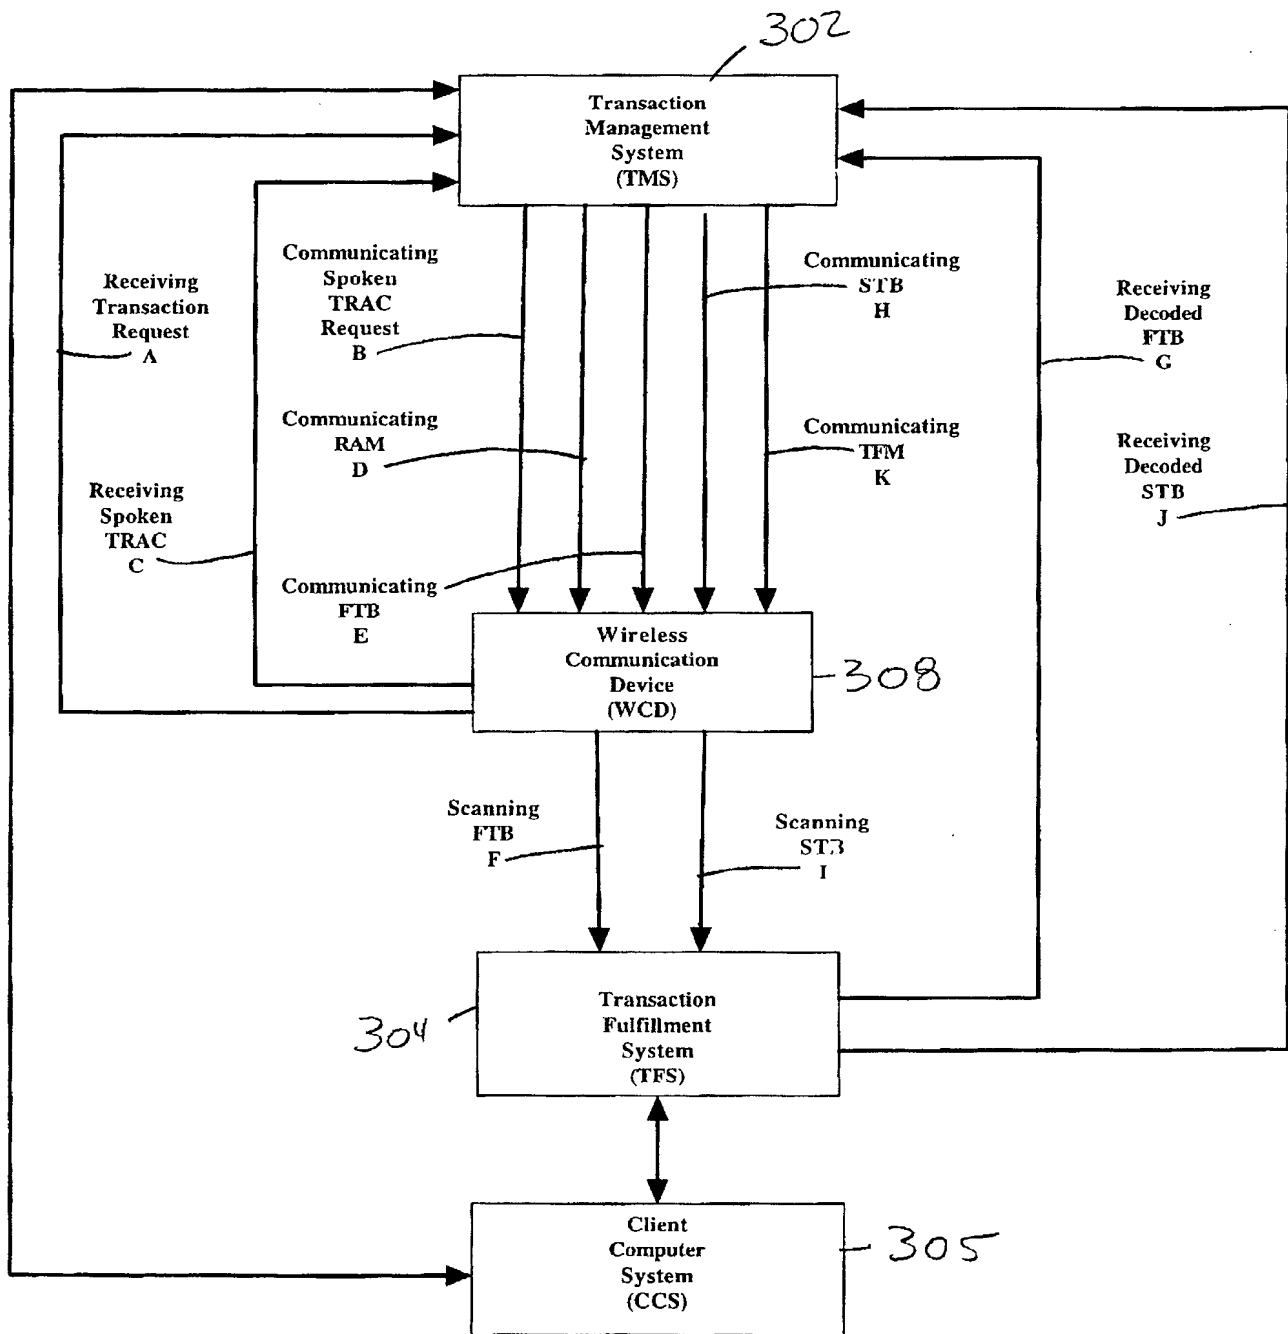 302
Transaction
Management
System
(TMS)
Receiving
Transaction
Request
A
Communicating
Spoken
TRAC
Request
B
Communicating
STB
H
Receiving
Decoded
FTB
G
Communicating
RAM
D
Communicating
TFM
K
Receiving
Decoded
STB
J
Receiving
Spoken
TRAC
C
Communicating
FTB
E
Wireless
Communication
Device
(WCD)
308
Scanning
FTB
F
Scanning
STB
I
Transaction
Fulfillment
System
(TFS)
304
Client
Computer
System
(CCS)
305